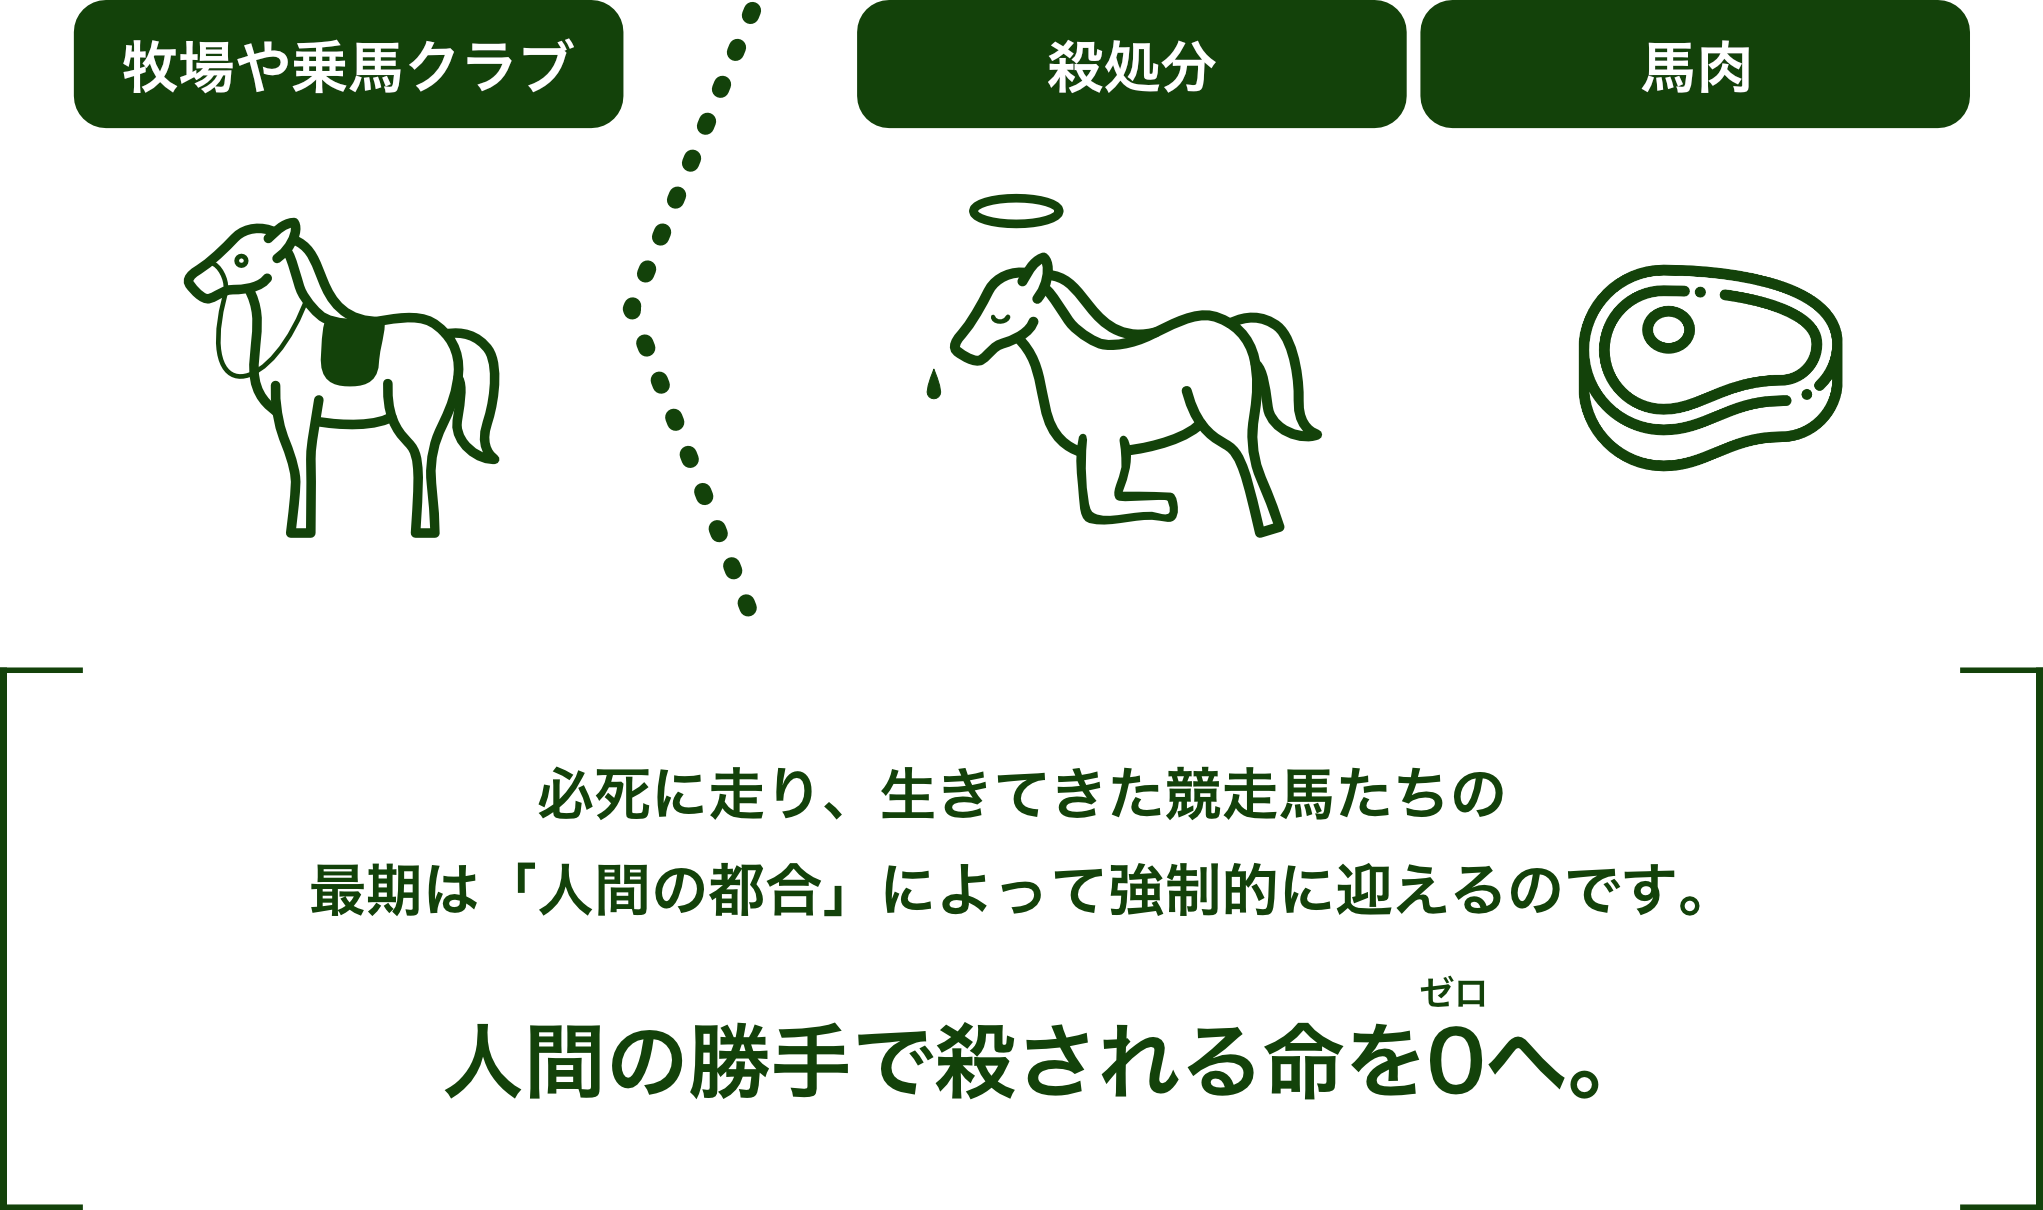 牧場や乗馬クラブ
殺処分
馬肉
必死に走り、生きてきた競走馬たちの
最期は「人間の都合」によって強制的に迎えるのです。
ゼロ
人間の勝手で殺される命を0へ。